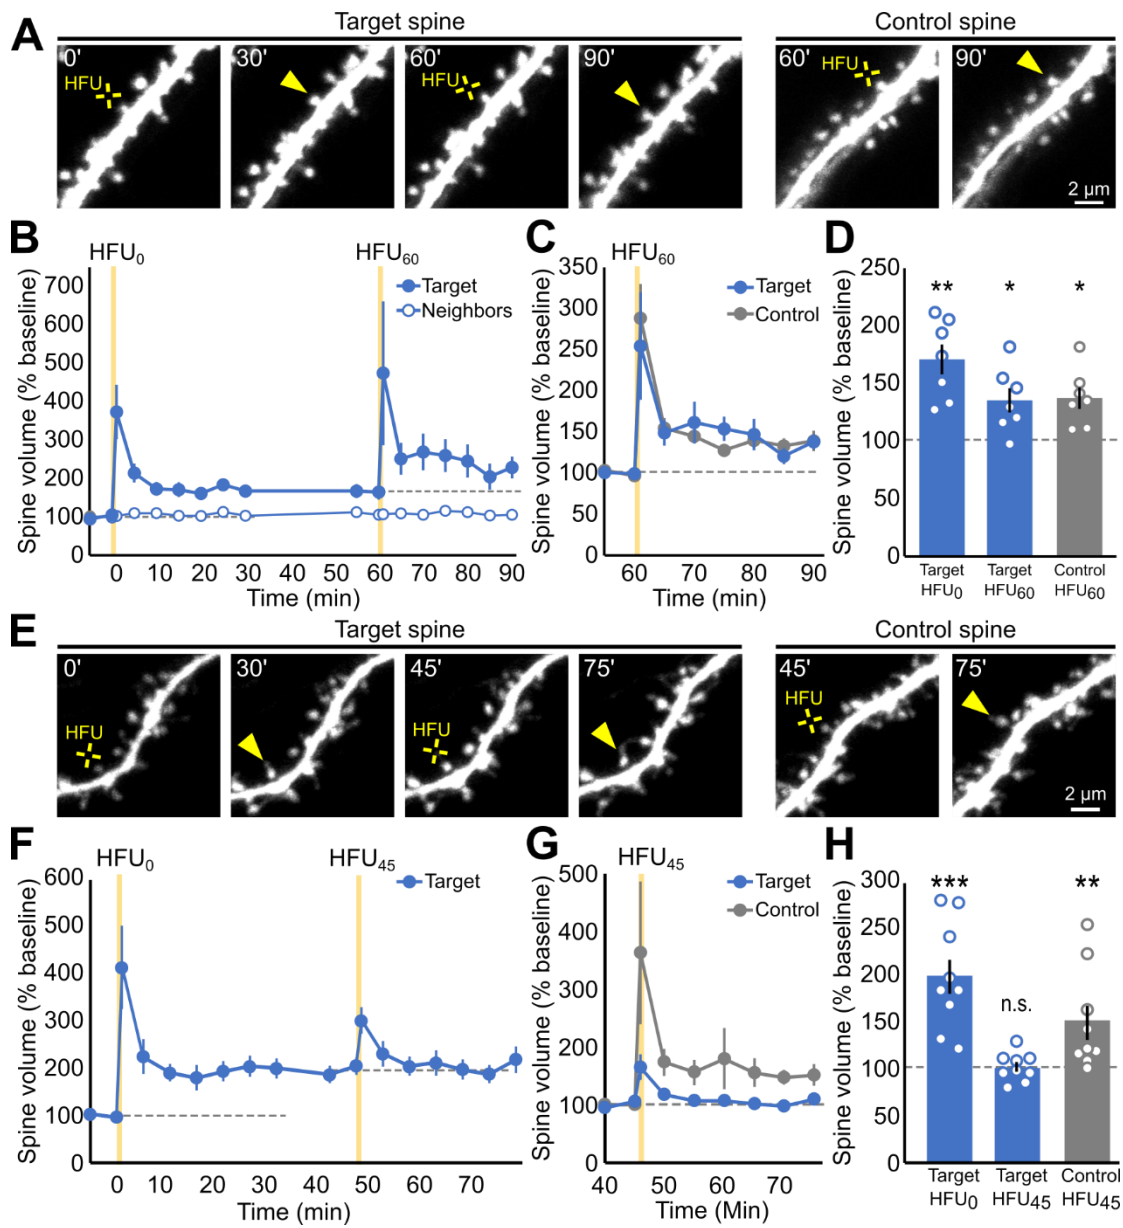 A
Target spine
Control spine
0'
HFU
30'
60'
HFU
90'
60'
HFU
90'
2 µm
B
HFU0
HFU60
Target
Neighbors
Spine volume (% baseline)
700
600
500
400
300
200
100
0
0 10 20 30 40 50 60 70 80 90
Time (min)
C
HFU60
Target
Control
Spine volume (% baseline)
350
300
250
200
150
100
50
0
60 70 80 90
Time (min)
D
Spine volume (% baseline)
250
200
150
100
50
0
** * *
Target Target Control
HFU0 HFU60 HFU60
E
Target spine
Control spine
0'
HFU
30'
45'
HFU
75'
45'
HFU
75'
2 µm
F
HFU0
HFU45
Target
Spine volume (% baseline)
600
500
400
300
200
100
0
0 10 20 30 40 50 60 70
Time (min)
G
HFU45
Target
Control
Spine volume (% baseline)
500
400
300
200
100
0
40 50 60 70
Time (Min)
H
Spine volume (% baseline)
300
250
200
150
100
50
0
*** n.s. **
Target Target Control
HFU0 HFU45 HFU45